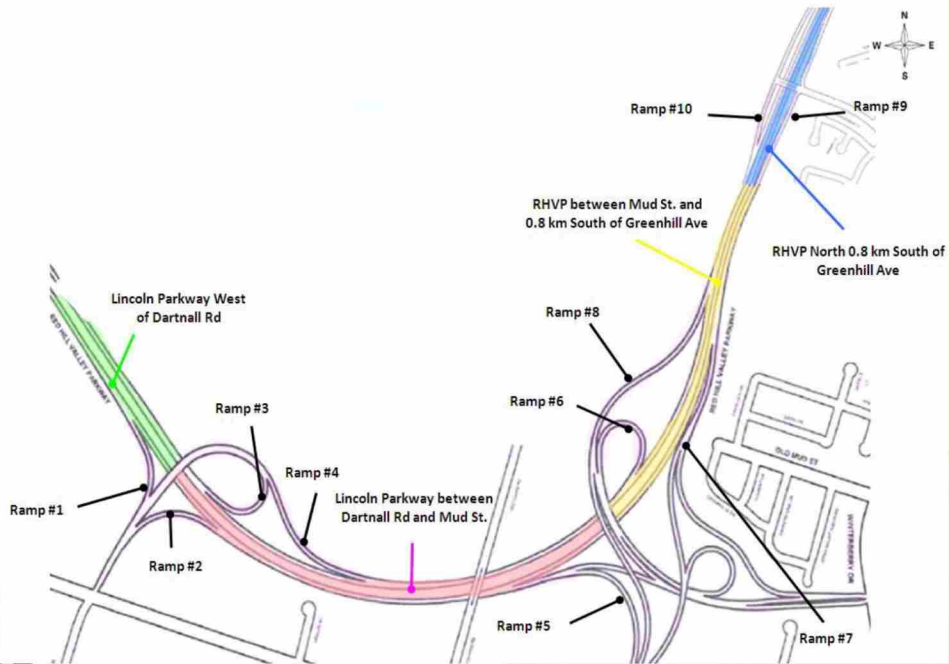 N
W E
S
Ramp #10
Ramp #9
RHVP between Mud St. and
0.8 km South of Greenhill Ave
RHVP North 0.8 km South of
Greenhill Ave
Lincoln Parkway West
of Dartnall Rd
RED HILL VALLEY PARKWAY
Ramp #8
RED HILL VALLEY PARKWAY
Ramp #3
Ramp #6
Ramp #4
OLD MUD ST
Lincoln Parkway between
Dartnall Rd and Mud St.
Ramp #1
WINTERBERRY DR
Ramp #2
Ramp #5
Ramp #7